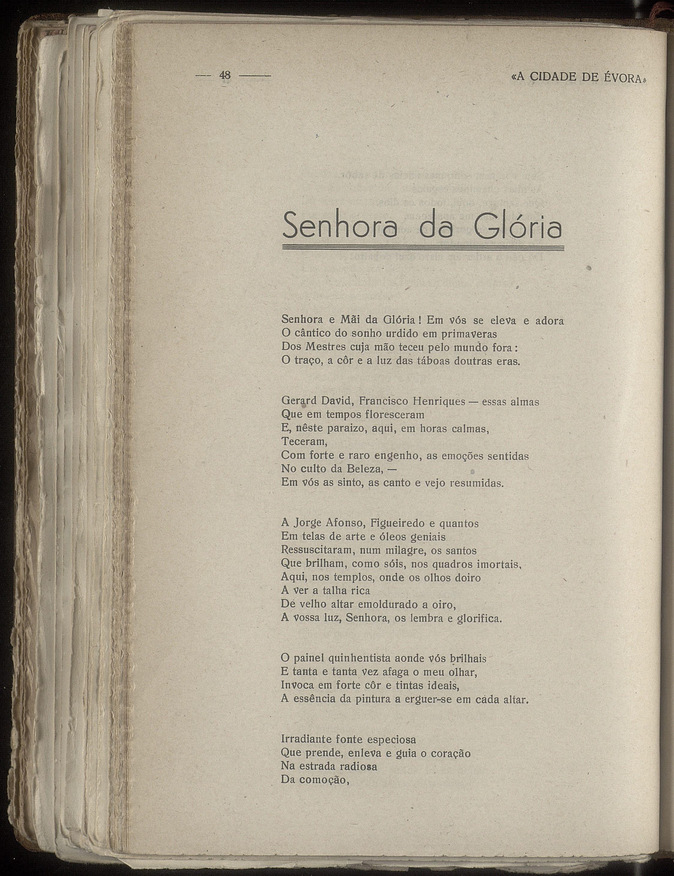 — 48 —
«A CIDADE DE ÉVORA»
Senhora da Glória
Senhora e Mãi da Glória! Em vós se eleva e adora
O cântico do sonho urdido em primaveras
Dos Mestres cuja mão teceu pelo mundo fora:
O traço, a côr e a luz das táboas doutras eras.
Gerard David, Francisco Henriques — essas almas
Que em tempos floresceram
E, nêste paraizo, aqui, em horas calmas,
Teceram,
Com forte e raro engenho, as emoções sentidas
No culto da Beleza, —
Em vós as sinto, as canto e vejo resumidas.
A Jorge Afonso, Figueiredo e quantos
Em telas de arte e óleos geniais
Ressuscitaram, num milagre, os santos
Que brilham, como sóis, nos quadros imortais,
Aqui, nos templos, onde os olhos doiro
A ver a talha rica
De velho altar emoldurado a oiro,
A vossa luz, Senhora, os lembra e glorifica.
O painel quinhentista aonde vós brilhais
E tanta e tanta vez afaga o meu olhar,
Invoca em forte côr e tintas ideais,
A essência da pintura a erguer-se em cada altar.
Irradiante fonte especiosa
Que prende, enleva e guia o coração
Na estrada radiosa
Da comoção,